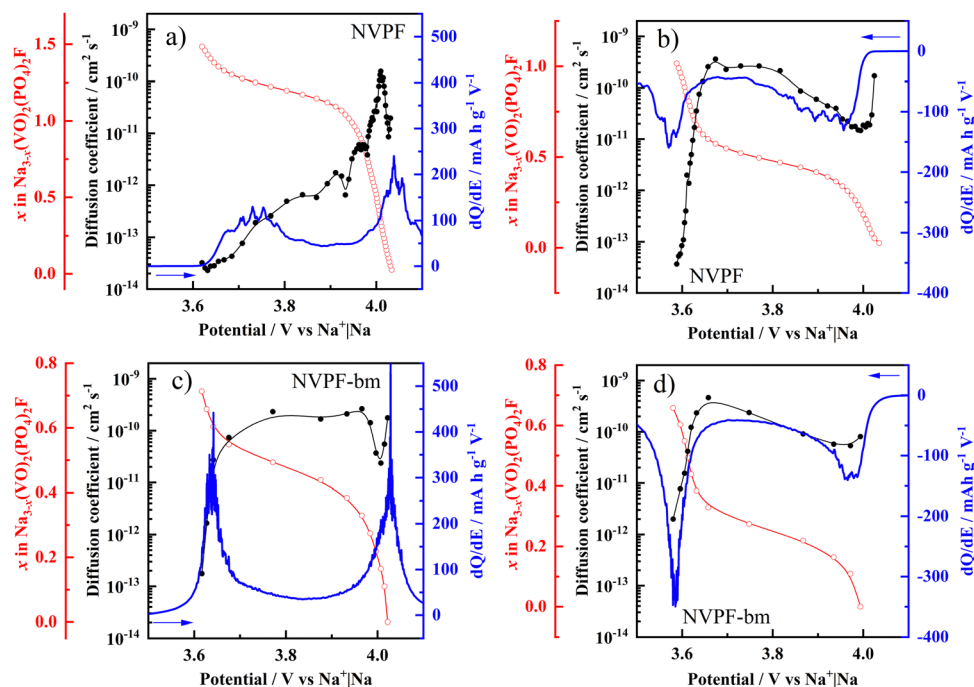 a)
NVPF
x in Na3-x(VO)2(PO4)2F
1.5
1.0
0.5
0.0
Diffusion coefficient / cm² s⁻¹
10⁻⁹
10⁻¹⁰
10⁻¹¹
10⁻¹²
10⁻¹³
10⁻¹⁴
500
400
300
200
100
0
dQ/dE / mA h g⁻¹ V⁻¹
3.6 3.8 4.0
Potential / V vs Na⁺|Na
b)
NVPF
x in Na3-x(VO)2(PO4)2F
1.0
0.5
0.0
Diffusion coefficient / cm² s⁻¹
10⁻⁹
10⁻¹⁰
10⁻¹¹
10⁻¹²
10⁻¹³
10⁻¹⁴
0
-100
-200
-300
-400
dQ/dE / mA h g⁻¹ V⁻¹
3.6 3.8 4.0
Potential / V vs Na⁺|Na
c)
NVPF-bm
x in Na3-x(VO)2(PO4)2F
0.8
0.6
0.4
0.2
0.0
Diffusion coefficient / cm² s⁻¹
10⁻⁹
10⁻¹⁰
10⁻¹¹
10⁻¹²
10⁻¹³
10⁻¹⁴
500
400
300
200
100
0
dQ/dE / mA h g⁻¹ V⁻¹
3.6 3.8 4.0
Potential / V vs Na⁺|Na
d)
NVPF-bm
x in Na3-x(VO)2(PO4)2F
0.8
0.6
0.4
0.2
0.0
Diffusion coefficient / cm² s⁻¹
10⁻⁹
10⁻¹⁰
10⁻¹¹
10⁻¹²
10⁻¹³
10⁻¹⁴
0
-100
-200
-300
-400
dQ/dE / mA h g⁻¹ V⁻¹
3.6 3.8 4.0
Potential / V vs Na⁺|Na